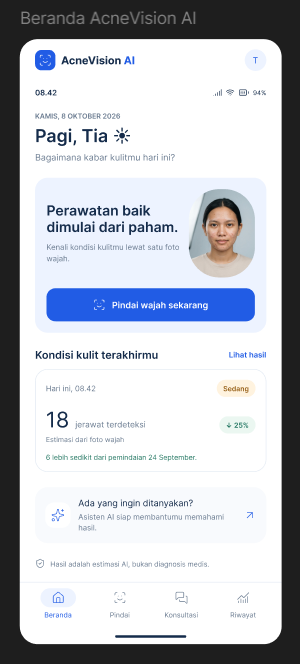 Beranda AcneVision AI
AcneVision AI
T
08.42
94%
KAMIS, 8 OKTOBER 2026
Pagi, Tia
Bagaimana kabar kulitmu hari ini?
Perawatan baik
dimulai dari paham.
Kenali kondisi kulitmu lewat satu foto
wajah.
Pindai wajah sekarang
Kondisi kulit terakhirmu
Lihat hasil
Hari ini, 08.42
Sedang
18 jerawat terdeteksi
↓ 25%
Estimasi dari foto wajah
6 lebih sedikit dari pemindaian 24 September.
Ada yang ingin ditanyakan?
Asisten AI siap membantumu memahami
hasil.
Hasil adalah estimasi AI, bukan diagnosis medis.
Beranda
Pindai
Konsultasi
Riwayat